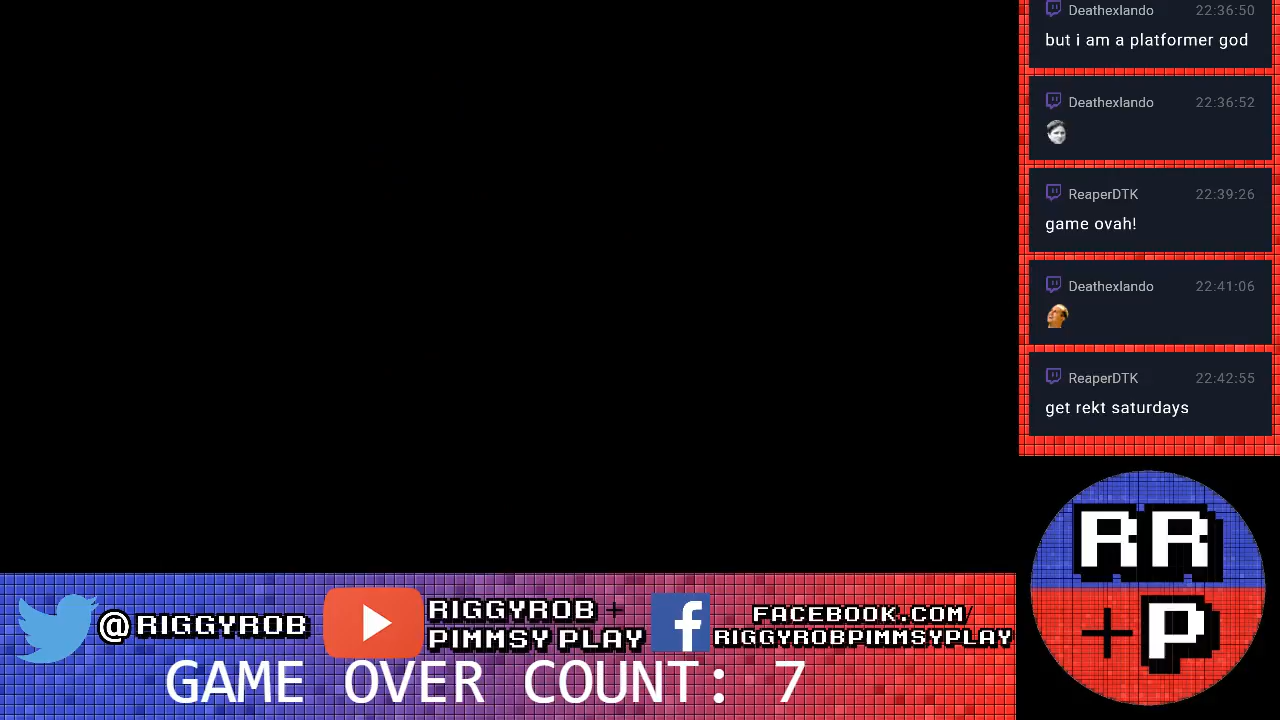 Deathexlando 22:36:50
but i am a platformer god
Deathexlando 22:36:52
ReaperDTK 22:39:26
game ovah!
Deathexlando 22:41:06
ReaperDTK 22:42:55
get rekt saturdays
RR
+P
@RIGGYROB
RIGGYROB +
PIMMSY PLAY
FACEBOOK.COM/
RIGGYROBPIMMSYPLAY
GAME OVER COUNT: 7